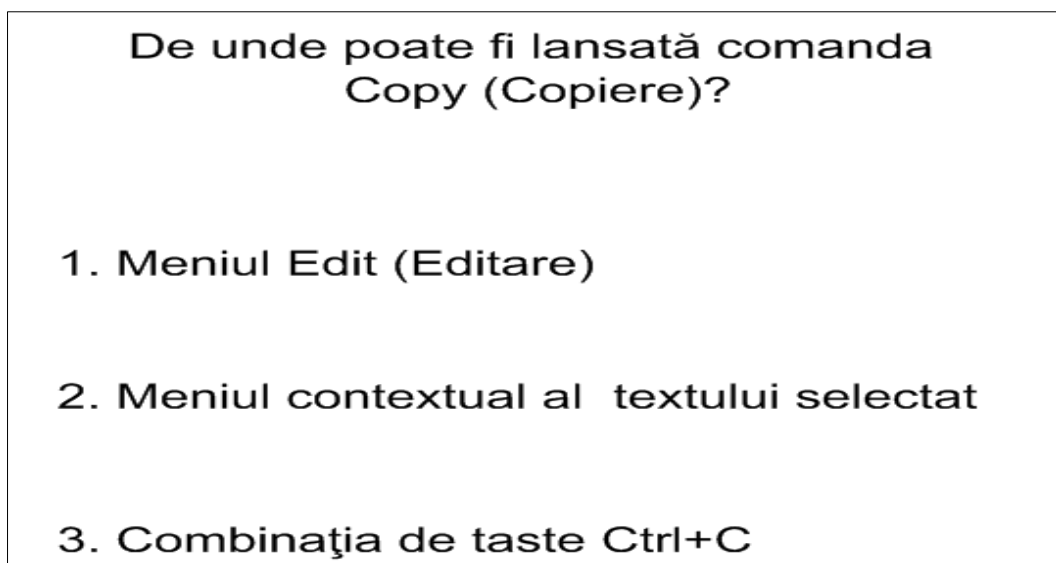 De unde poate fi lansată comanda
Copy (Copiere)?
1. Meniul Edit (Editare)
2. Meniul contextual al  textului selectat
3. Combinaţia de taste Ctrl+C